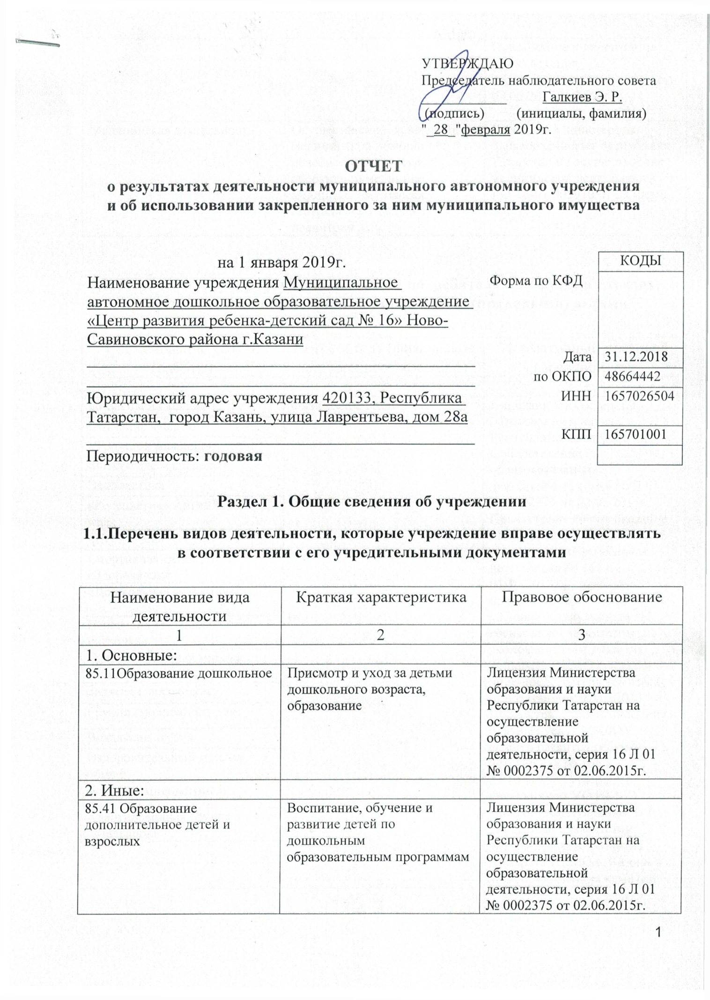 УТВЕРЖДАЮ
Председатель наблюдательного совета
____________ Галкиев Э. Р.
(подпись) (инициалы, фамилия)
"_28_"февраля 2019г.
ОТЧЕТ
о результатах деятельности муниципального автономного учреждения
и об использовании закрепленного за ним муниципального имущества
КОДЫ
на 1 января 2019г.
Наименование учреждения Муниципальное
Форма по КФД
автономное дошкольное образовательное учреждение
«Центр развития ребенка-детский сад № 16» Ново-
Савиновского района г.Казани
Дата 31.12.2018
по ОКПО 48664442
Юридический адрес учреждения 420133, Республика
ИНН 1657026504
Татарстан, город Казань, улица Лаврентьева, дом 28а
КПП 165701001
Периодичность: годовая
Раздел 1. Общие сведения об учреждении
1.1.Перечень видов деятельности, которые учреждение вправе осуществлять
в соответствии с его учредительными документами
Наименование вида
деятельности
Краткая характеристика
Правовое обоснование
1
2
3
1. Основные:
85.11Образование дошкольное
Присмотр и уход за детьми
дошкольного возраста,
образование
Лицензия Министерства
образования и науки
Республики Татарстан на
осуществление
образовательной
деятельности, серия 16 Л 01
№ 0002375 от 02.06.2015г.
2. Иные:
85.41 Образование
дополнительное детей и
взрослых
Воспитание, обучение и
развитие детей по
дошкольным
образовательным программам
Лицензия Министерства
образования и науки
Республики Татарстан на
осуществление
образовательной
деятельности, серия 16 Л 01
№ 0002375 от 02.06.2015г.
1